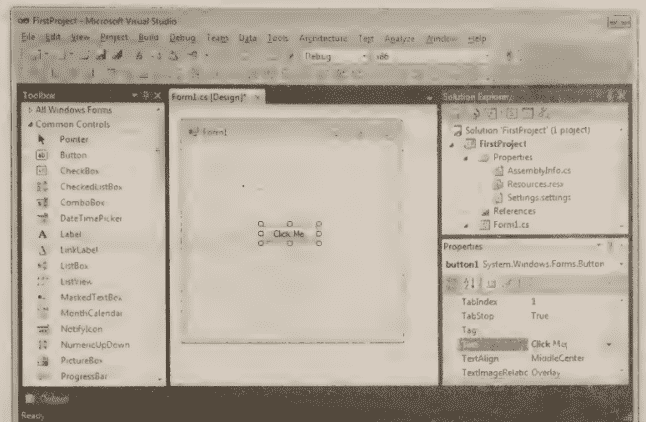 FirstProject - Microsoft Visual Studio
File Edit View Project Build Debug Team Data Tools Architecture Test Analyze Window Help
Debug x86
Toolbox
All Windows Forms
Common Controls
Pointer
Button
CheckBox
CheckedListBox
ComboBox
DateTimePicker
Label
LinkLabel
ListBox
ListView
MaskedTextBox
MonthCalendar
NotifyIcon
NumericUpDown
PictureBox
ProgressBar
Form1.cs [Design]*
Form1
Click Me
Solution Explorer
Solution 'FirstProject' (1 project)
FirstProject
Properties
AssemblyInfo.cs
Resources.resx
Settings.settings
References
Form1.cs
Properties
button1 System.Windows.Forms.Button
TabIndex 1
TabStop True
Tag
Text Click Me
TextAlign MiddleCenter
TextImageRelatic Overlay
Output
Ready